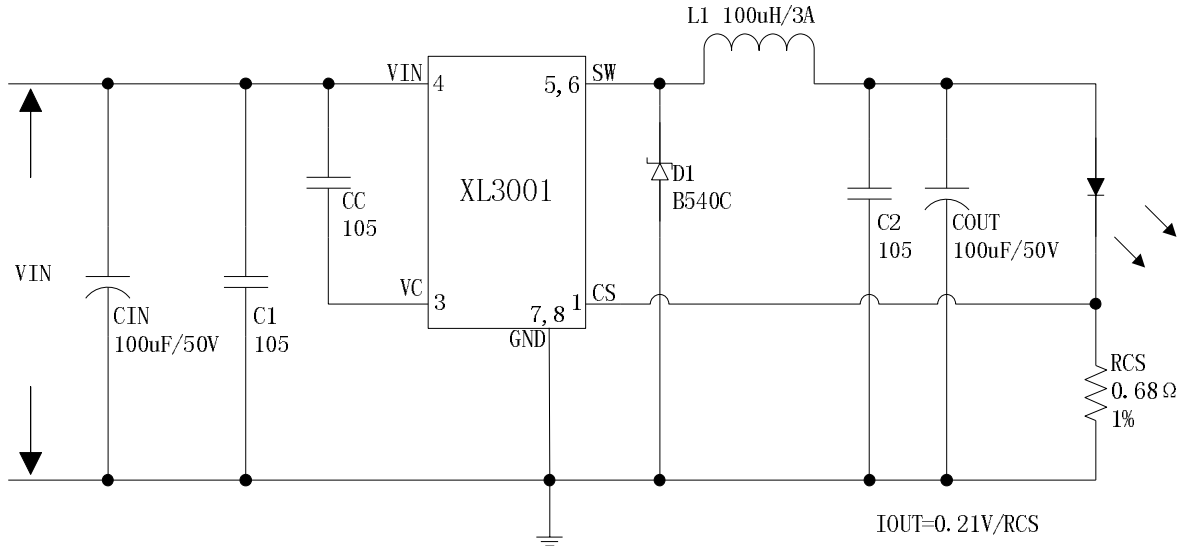 L1 100uH/3A
VIN
4
5,6
SW
XL3001
CC
105
D1
B540C
C2
105
COUT
100uF/50V
VIN
VC
3
7,8
1
CS
GND
CIN
100uF/50V
C1
105
RCS
0.68Ω
1%
IOUT=0.21V/RCS